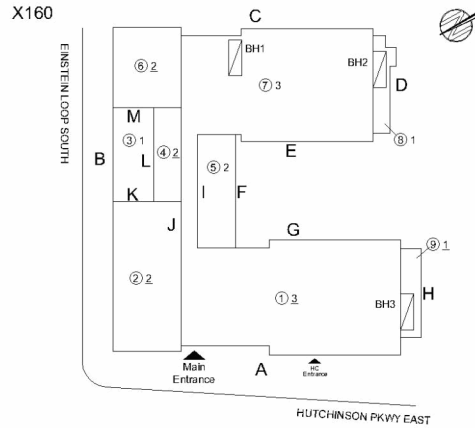 X160
C
EINSTEIN LOOP SOUTH
⑥ 2
BH1
BH2
⑦ 3
D
M
③ 1
B
L
④ 2
⑧ 1
E
⑤ 2
I
F
K
J
G
⑨ 1
② 2
① 3
BH3
H
Main
Entrance
A
HC
Entrance
HUTCHINSON PKWY EAST